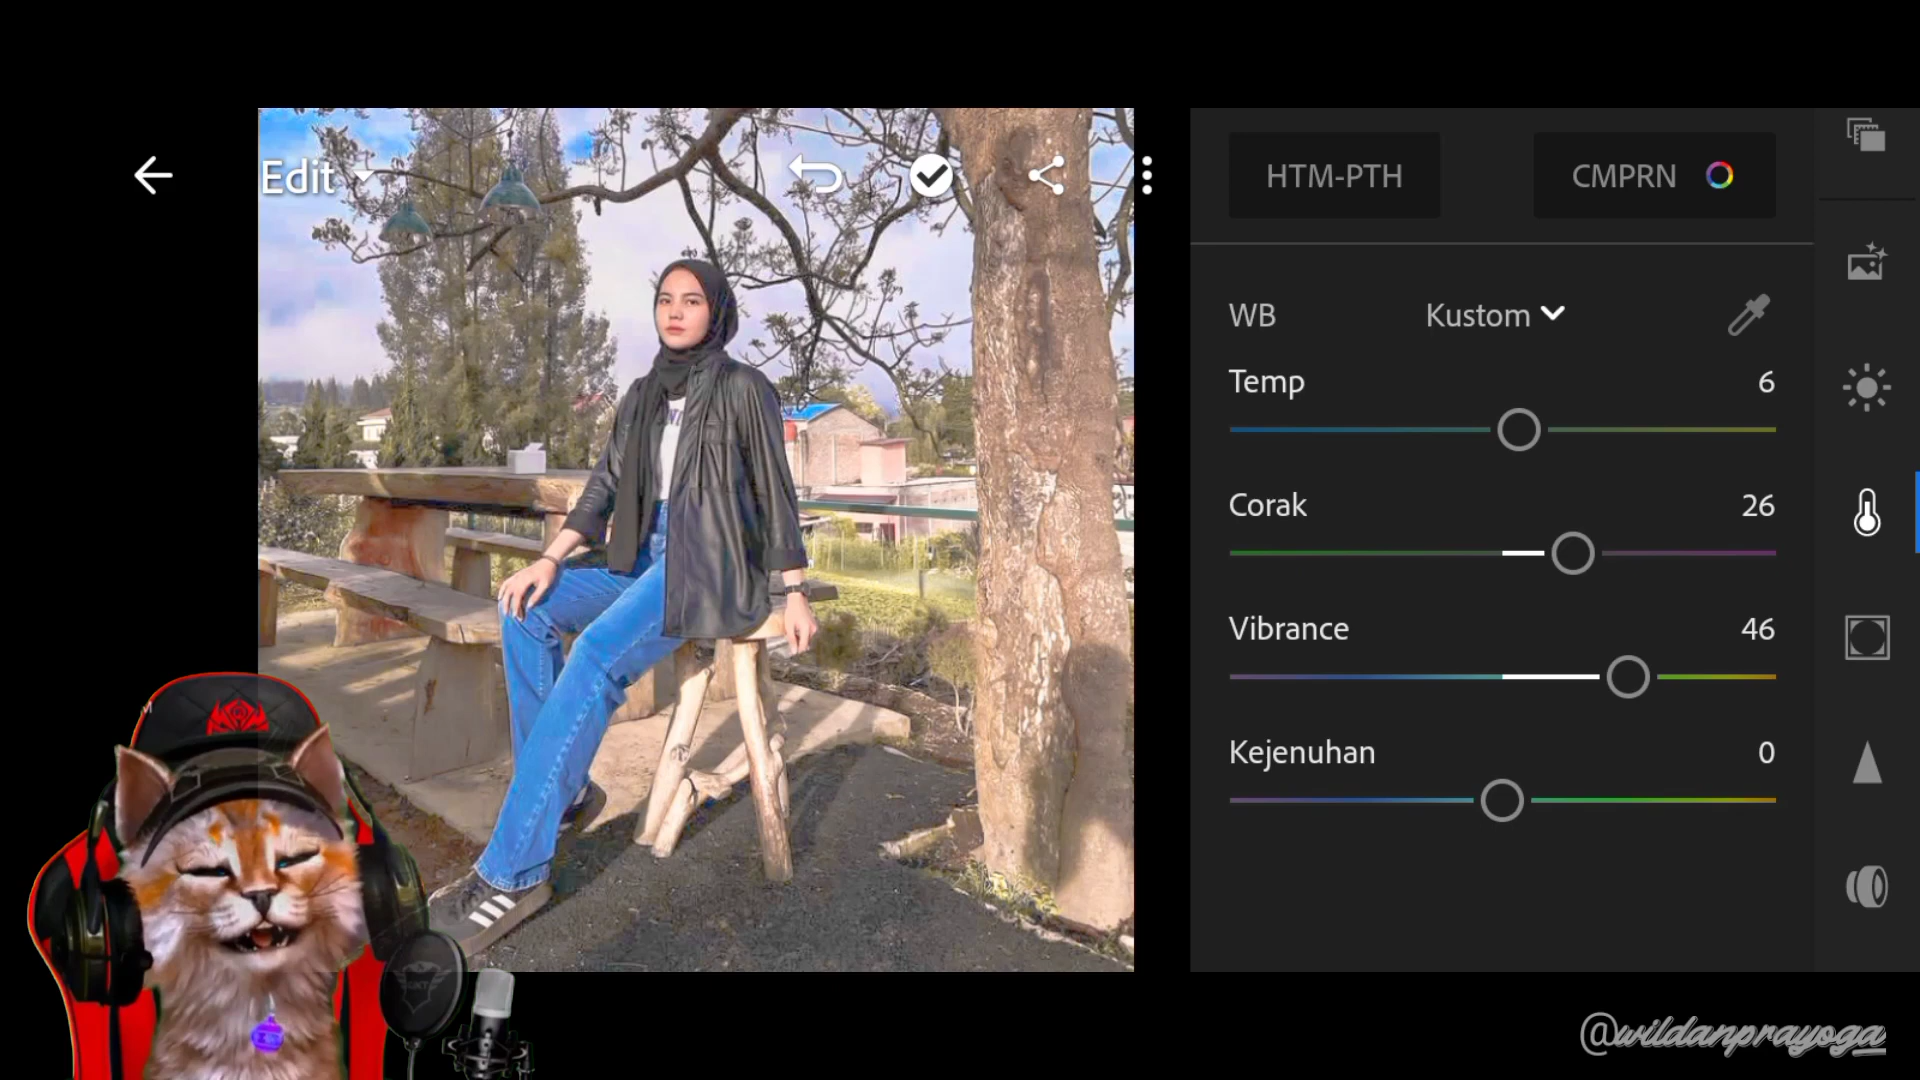 Edit
HTM-PTH
CMPRN
WB
Kustom
Temp
6
Corak
26
Vibrance
46
Kejenuhan
0
@wildanprayoga